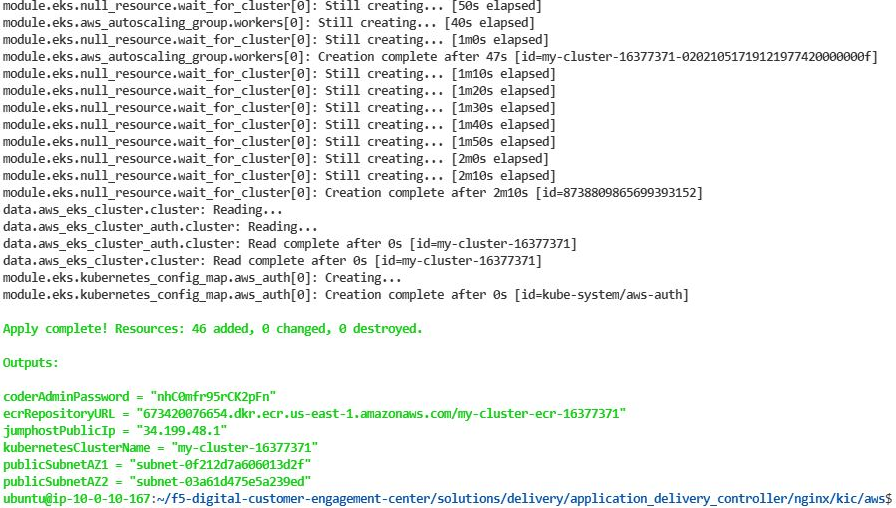 module.eks.null_resource.wait_for_cluster[0]: Still creating... [50s elapsed]
module.eks.aws_autoscaling_group.workers[0]: Still creating... [40s elapsed]
module.eks.null_resource.wait_for_cluster[0]: Still creating... [1m0s elapsed]
module.eks.aws_autoscaling_group.workers[0]: Creation complete after 47s [id=my-cluster-16377371-02021051719121977420000000f]
module.eks.null_resource.wait_for_cluster[0]: Still creating... [1m10s elapsed]
module.eks.null_resource.wait_for_cluster[0]: Still creating... [1m20s elapsed]
module.eks.null_resource.wait_for_cluster[0]: Still creating... [1m30s elapsed]
module.eks.null_resource.wait_for_cluster[0]: Still creating... [1m40s elapsed]
module.eks.null_resource.wait_for_cluster[0]: Still creating... [1m50s elapsed]
module.eks.null_resource.wait_for_cluster[0]: Still creating... [2m0s elapsed]
module.eks.null_resource.wait_for_cluster[0]: Still creating... [2m10s elapsed]
module.eks.null_resource.wait_for_cluster[0]: Creation complete after 2m10s [id=8738809865699393152]
data.aws_eks_cluster.cluster: Reading...
data.aws_eks_cluster_auth.cluster: Reading...
data.aws_eks_cluster_auth.cluster: Read complete after 0s [id=my-cluster-16377371]
data.aws_eks_cluster.cluster: Read complete after 0s [id=my-cluster-16377371]
module.eks.kubernetes_config_map.aws_auth[0]: Creating...
module.eks.kubernetes_config_map.aws_auth[0]: Creation complete after 0s [id=kube-system/aws-auth]
Apply complete! Resources: 46 added, 0 changed, 0 destroyed.
Outputs:
coderAdminPassword = "nhC0mfr95rCK2pFn"
ecrRepositoryURL = "673420076654.dkr.ecr.us-east-1.amazonaws.com/my-cluster-ecr-16377371"
jumphostPublicIp = "34.199.48.1"
kubernetesClusterName = "my-cluster-16377371"
publicSubnetAZ1 = "subnet-0f212d7a606013d2f"
publicSubnetAZ2 = "subnet-03a61d475e5a239ed"
ubuntu@ip-10-0-10-167:~/f5-digital-customer-engagement-center/solutions/delivery/application_delivery_controller/nginx/kic/aws$